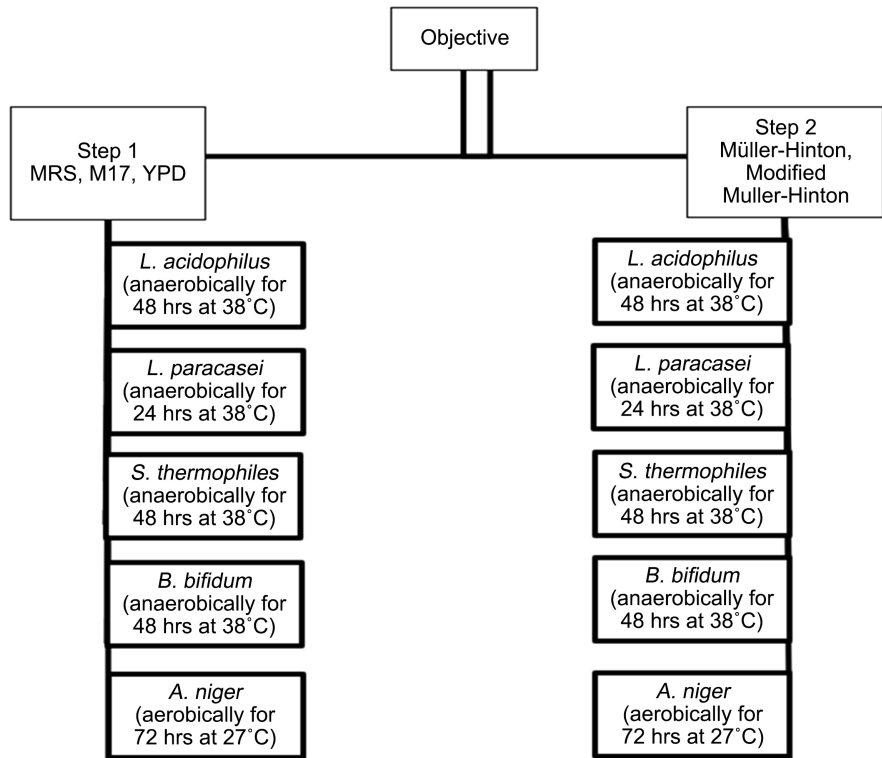 Objective
Step 1
MRS, M17, YPD
L. acidophilus
(anaerobically for
48 hrs at 38˚C)
L. paracasei
(anaerobically for
24 hrs at 38˚C)
S. thermophiles
(anaerobically for
48 hrs at 38˚C)
B. bifidum
(anaerobically for
48 hrs at 38˚C)
A. niger
(aerobically for
72 hrs at 27˚C)
Step 2
Müller-Hinton,
Modified
Muller-Hinton
L. acidophilus
(anaerobically for
48 hrs at 38˚C)
L. paracasei
(anaerobically for
24 hrs at 38˚C)
S. thermophiles
(anaerobically for
48 hrs at 38˚C)
B. bifidum
(anaerobically for
48 hrs at 38˚C)
A. niger
(aerobically for
72 hrs at 27˚C)